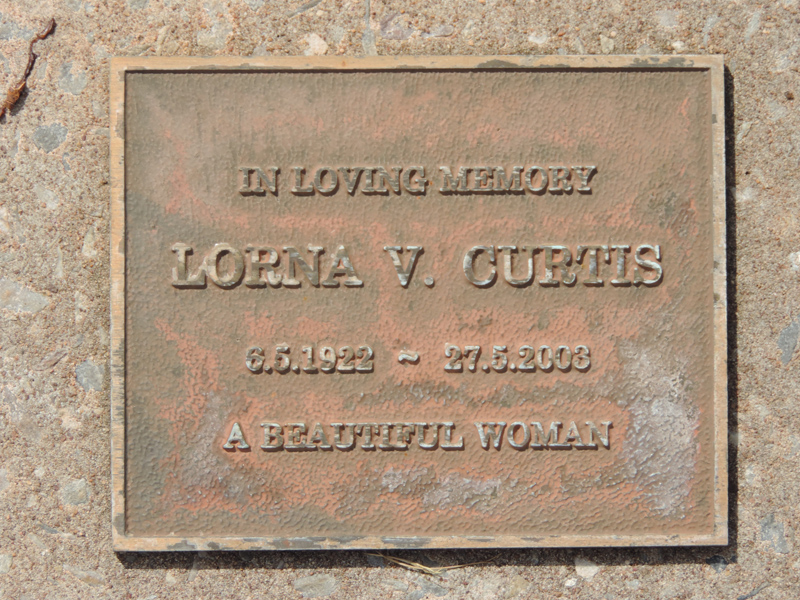 IN LOVING MEMORY
LORNA V. CURTIS
6.5.1922 ~ 27.5.2003
A BEAUTIFUL WOMAN